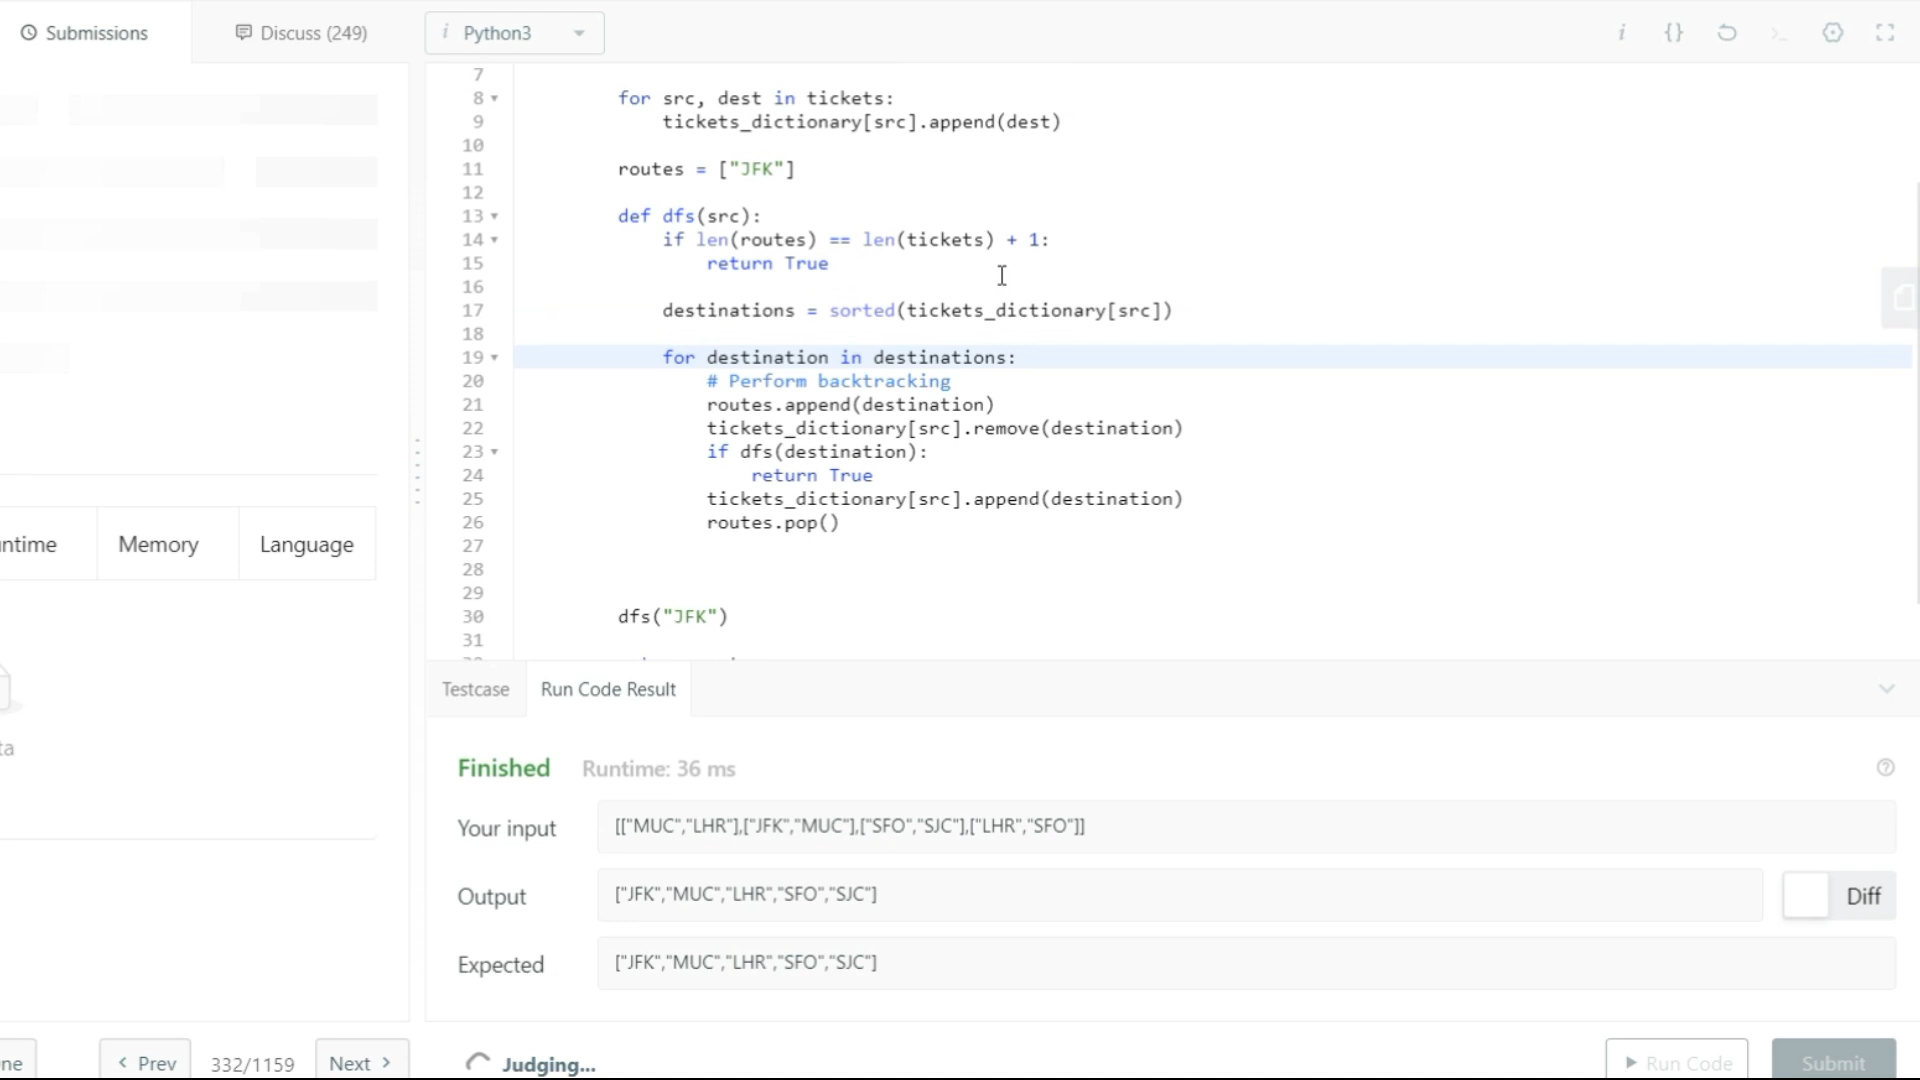 Submissions
Discuss (249)
i Python3
i {}
7
8 for src, dest in tickets:
9 tickets_dictionary[src].append(dest)
10
11 routes = ["JFK"]
12
13 def dfs(src):
14 if len(routes) == len(tickets) + 1:
15 return True
16
17 destinations = sorted(tickets_dictionary[src])
18
19 for destination in destinations:
20 # Perform backtracking
21 routes.append(destination)
22 tickets_dictionary[src].remove(destination)
23 if dfs(destination):
24 return True
25 tickets_dictionary[src].append(destination)
26 routes.pop()
27
28
29
30 dfs("JFK")
31
ntime Memory Language
ta
Testcase Run Code Result
Finished Runtime: 36 ms
Your input [["MUC","LHR"],["JFK","MUC"],["SFO","SJC"],["LHR","SFO"]]
Output ["JFK","MUC","LHR","SFO","SJC"]
Diff
Expected ["JFK","MUC","LHR","SFO","SJC"]
ne < Prev 332/1159 Next > Judging... Run Code Submit